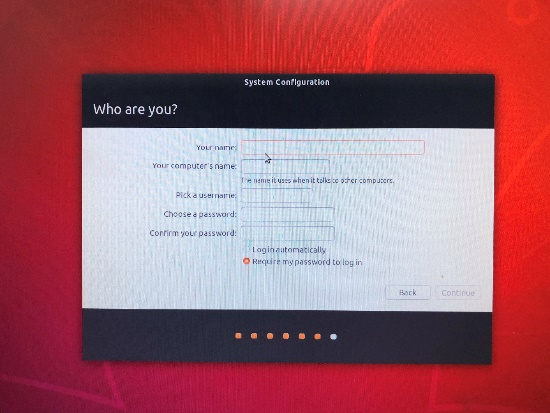 System Configuration
Who are you?
Your name:
Your computer's name:
The name it uses when it talks to other computers.
Pick a username:
Choose a password:
Confirm your password:
Log in automatically
Require my password to log in
Back
Continue